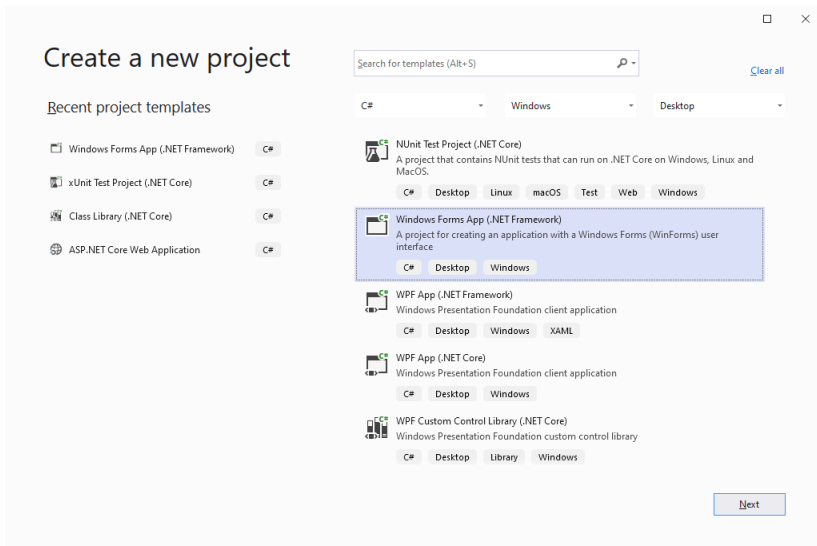 Create a new project
Search for templates (Alt+S)
Clear all
Recent project templates
C#
Windows
Desktop
Windows Forms App (.NET Framework) C#
xUnit Test Project (.NET Core) C#
Class Library (.NET Core) C#
ASP.NET Core Web Application C#
C#
NUnit Test Project (.NET Core)
A project that contains NUnit tests that can run on .NET Core on Windows, Linux and
MacOS.
C# Desktop Linux macOS Test Web Windows
C#
Windows Forms App (.NET Framework)
A project for creating an application with a Windows Forms (WinForms) user
interface
C# Desktop Windows
C#
WPF App (.NET Framework)
Windows Presentation Foundation client application
C# Desktop Windows XAML
C#
WPF App (.NET Core)
Windows Presentation Foundation client application
C# Desktop Windows
C#
WPF Custom Control Library (.NET Core)
Windows Presentation Foundation custom control library
C# Desktop Library Windows
Next